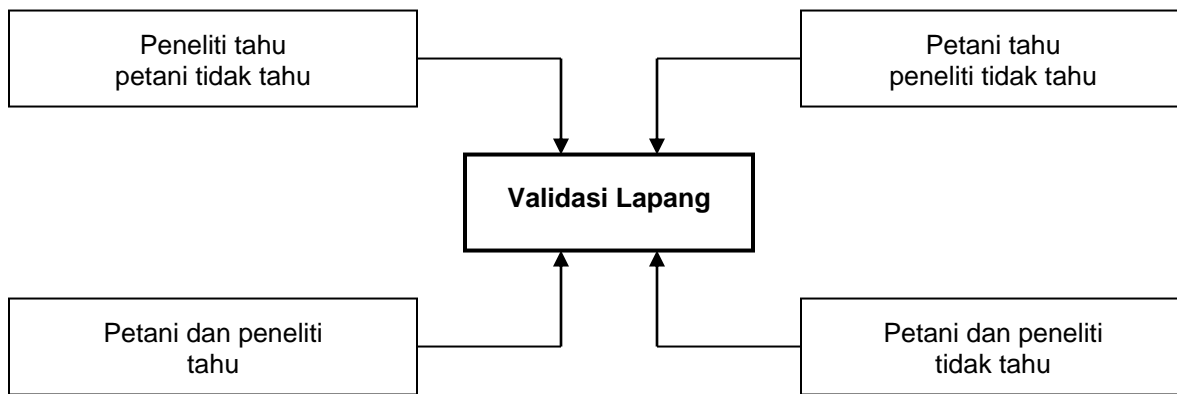 Peneliti tahu
petani tidak tahu
Petani tahu
peneliti tidak tahu
Validasi Lapang
Petani dan peneliti
tahu
Petani dan peneliti
tidak tahu